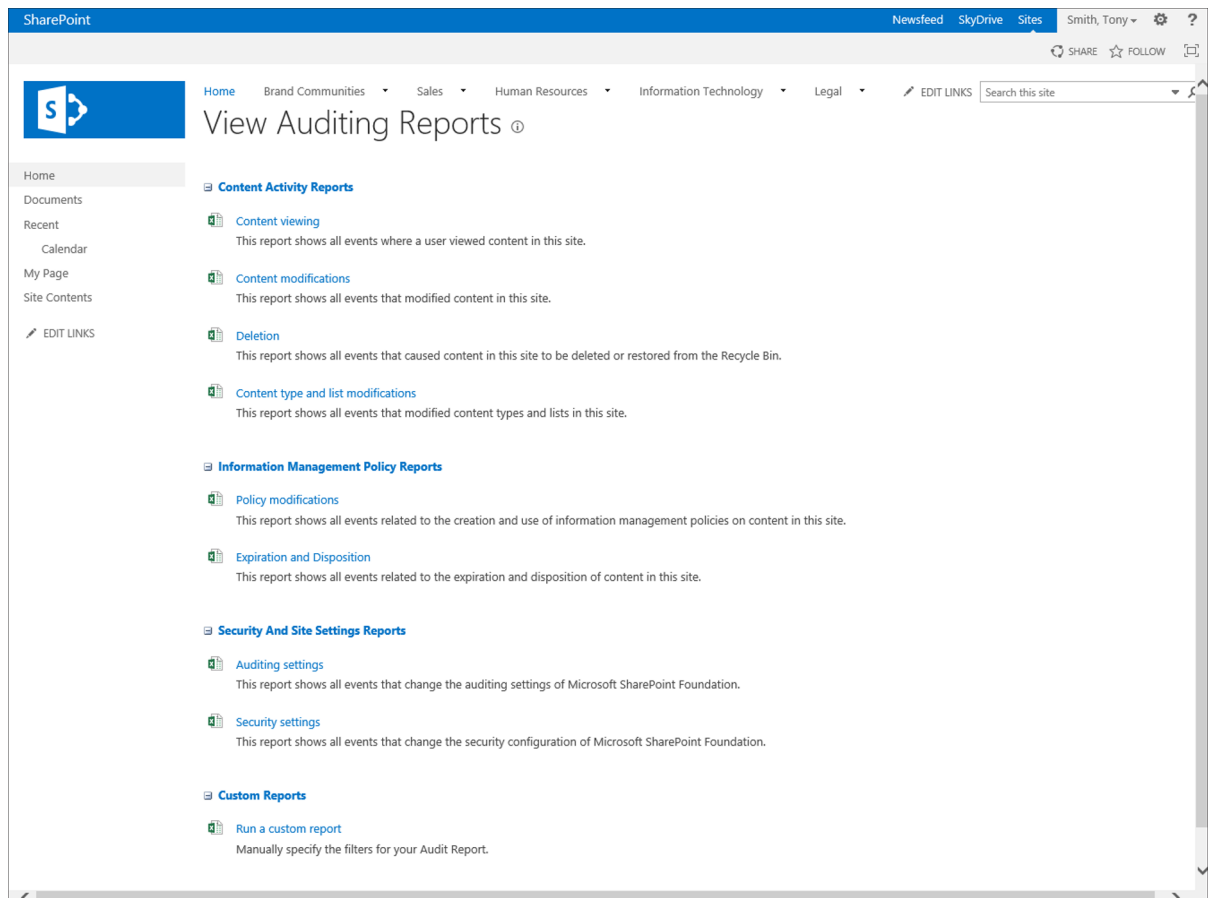 SharePoint
Newsfeed SkyDrive Sites Smith, Tony ?
SHARE FOLLOW
S
Home Brand Communities Sales Human Resources Information Technology Legal EDIT LINKS Search this site
View Auditing Reports
Home
Documents
Recent
Calendar
My Page
Site Contents
EDIT LINKS
Content Activity Reports
Content viewing
This report shows all events where a user viewed content in this site.
Content modifications
This report shows all events that modified content in this site.
Deletion
This report shows all events that caused content in this site to be deleted or restored from the Recycle Bin.
Content type and list modifications
This report shows all events that modified content types and lists in this site.
Information Management Policy Reports
Policy modifications
This report shows all events related to the creation and use of information management policies on content in this site.
Expiration and Disposition
This report shows all events related to the expiration and disposition of content in this site.
Security And Site Settings Reports
Auditing settings
This report shows all events that change the auditing settings of Microsoft SharePoint Foundation.
Security settings
This report shows all events that change the security configuration of Microsoft SharePoint Foundation.
Custom Reports
Run a custom report
Manually specify the filters for your Audit Report.